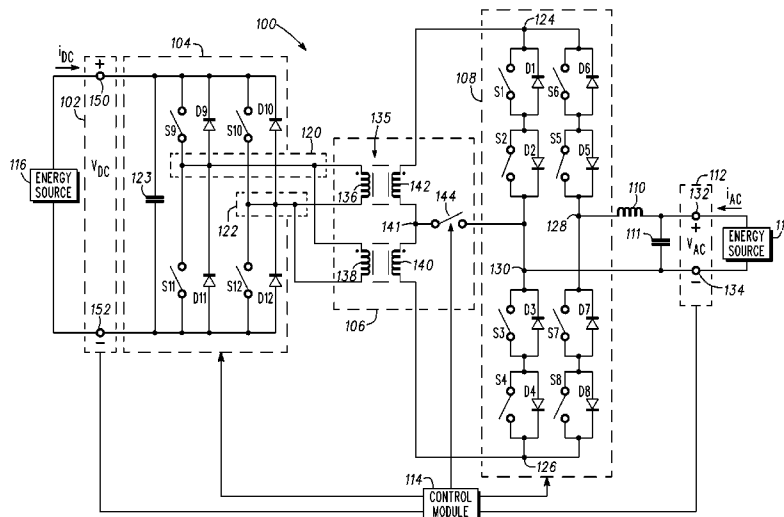 100
104
108
124
i_DC
+
102
150
S9
D9
S10
D10
S1
D1
S6
D6
120
135
116
ENERGY
SOURCE
V_DC
123
122
136
142
144
141
S2
D2
S5
D5
110
112
132
i_AC
128
+
111
V_AC
ENERGY
SOURCE
11
138
140
130
134
−
S11
D11
S12
D12
106
S3
D3
S7
D7
152
−
S4
D4
S8
D8
126
114
CONTROL
MODULE